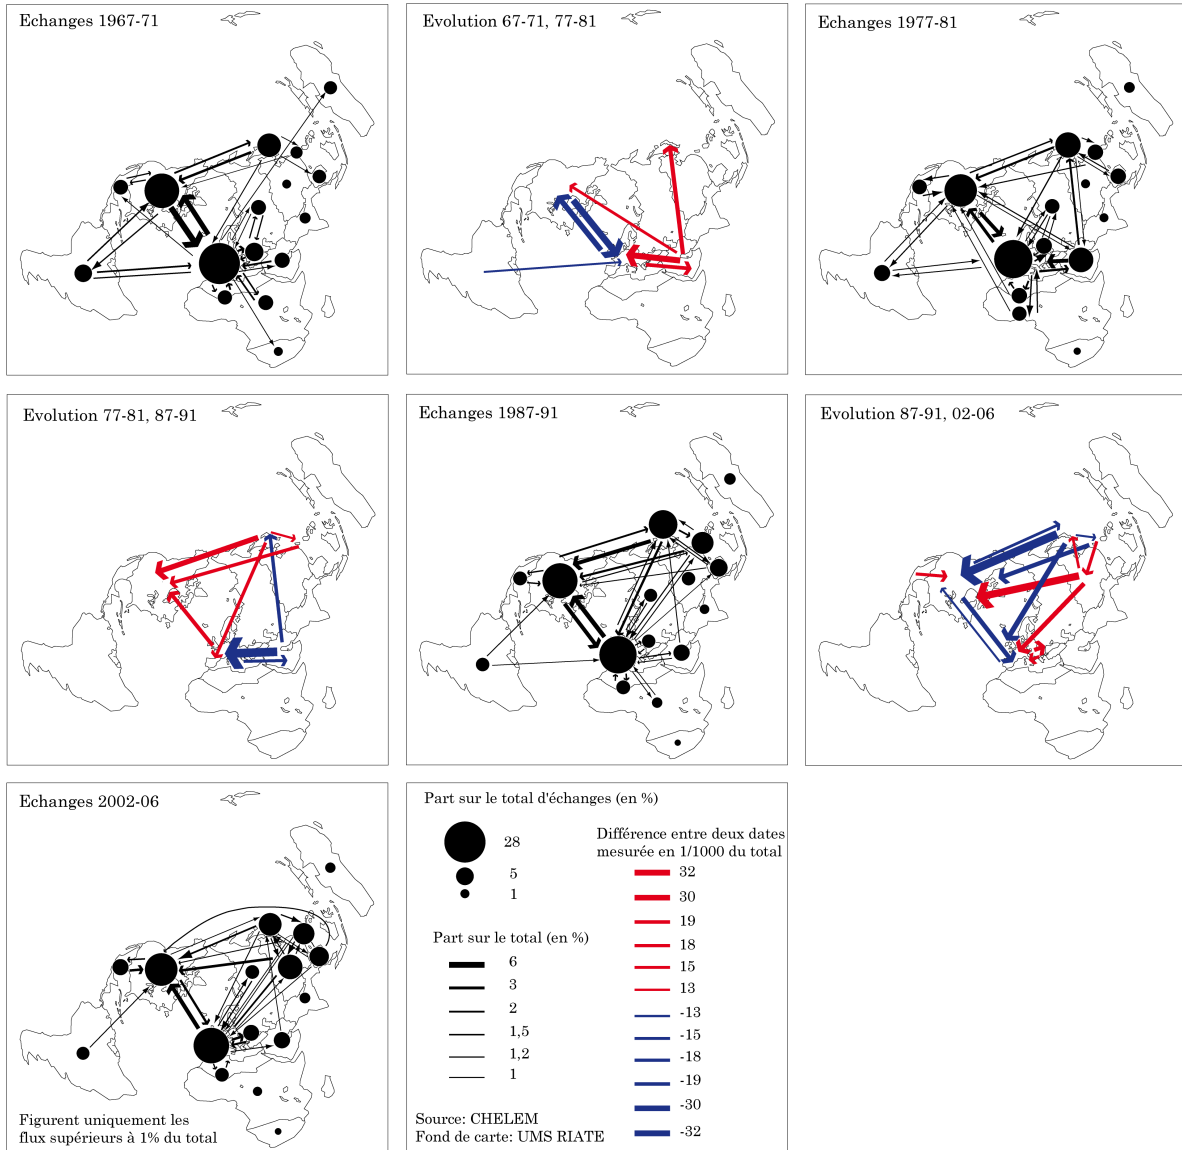 Echanges 1967-71
Evolution 67-71, 77-81
Echanges 1977-81
Evolution 77-81, 87-91
Echanges 1987-91
Evolution 87-91, 02-06
Echanges 2002-06
Figurent uniquement les
flux supérieurs à 1% du total
Part sur le total d'échanges (en %)
28
5
1
Part sur le total (en %)
6
3
2
1,5
1,2
1
Différence entre deux dates
mesurée en 1/1000 du total
32
30
19
18
15
13
-13
-15
-18
-19
-30
-32
Source: CHELEM
Fond de carte: UMS RIATE